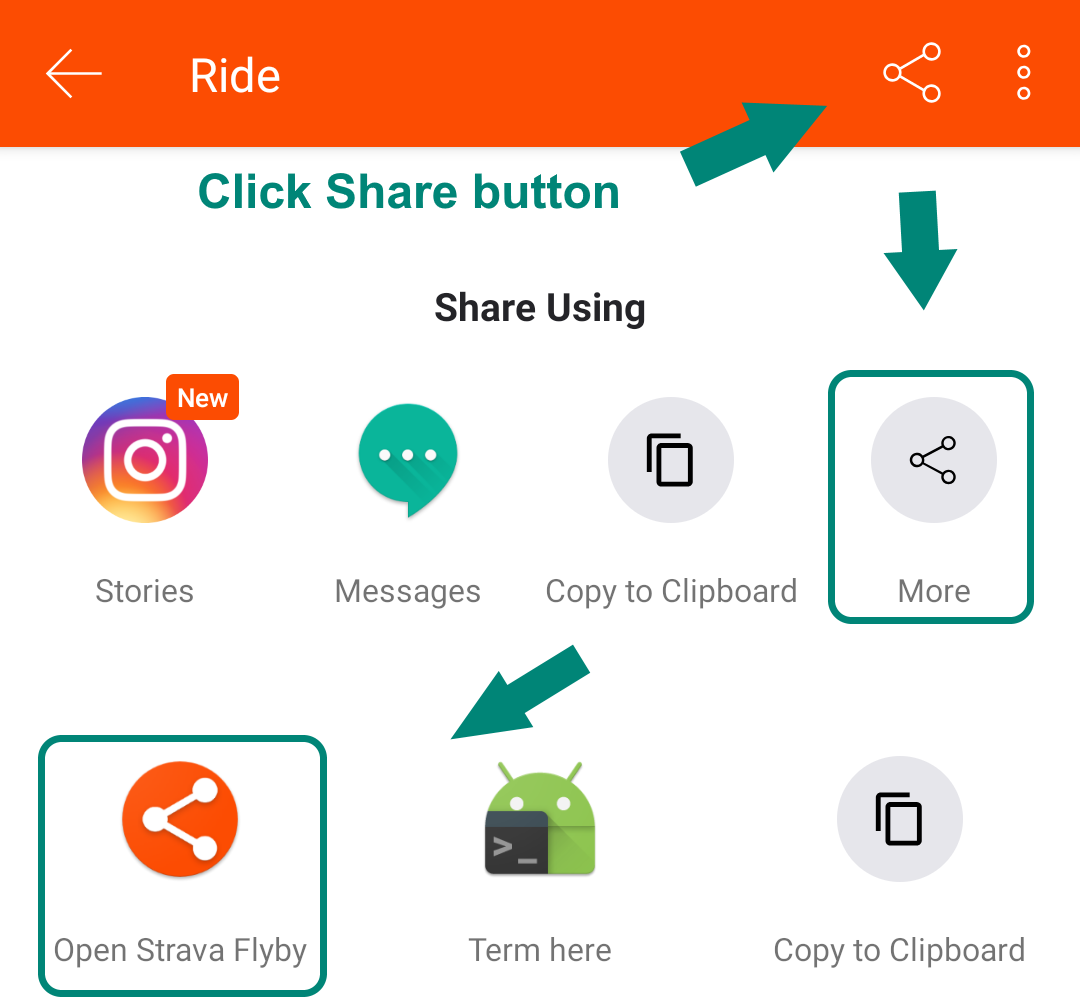 Ride
Click Share button
Share Using
New
Stories
Messages
Copy to Clipboard
More
>_
Open Strava Flyby
Term here
Copy to Clipboard